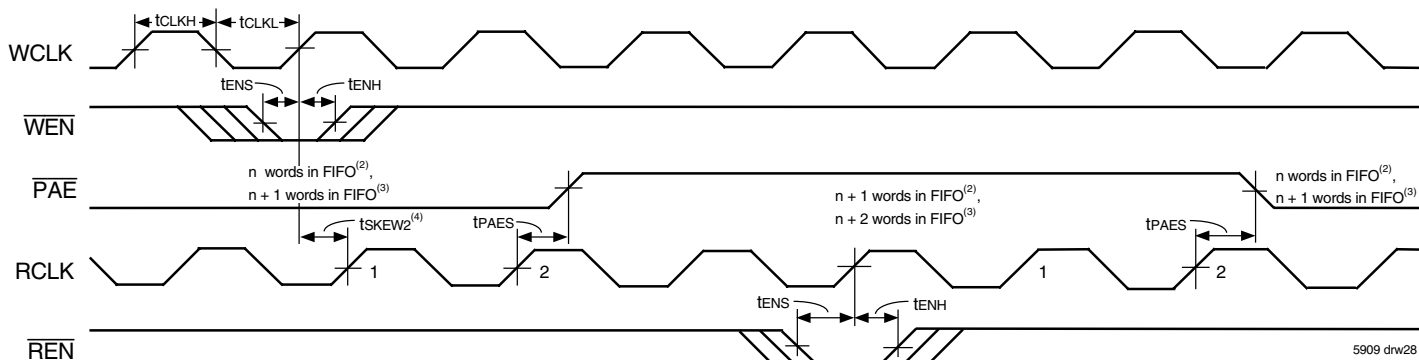 tCLKH
tCLKL
WCLK
tENS
tENH
WEN
n words in FIFO(2),
n + 1 words in FIFO(3)
PAE
n + 1 words in FIFO(2),
n + 2 words in FIFO(3)
n words in FIFO(2),
n + 1 words in FIFO(3)
tSKEW2(4)
tPAES
tPAES
RCLK
1
2
1
2
tENS
tENH
REN
5909 drw28